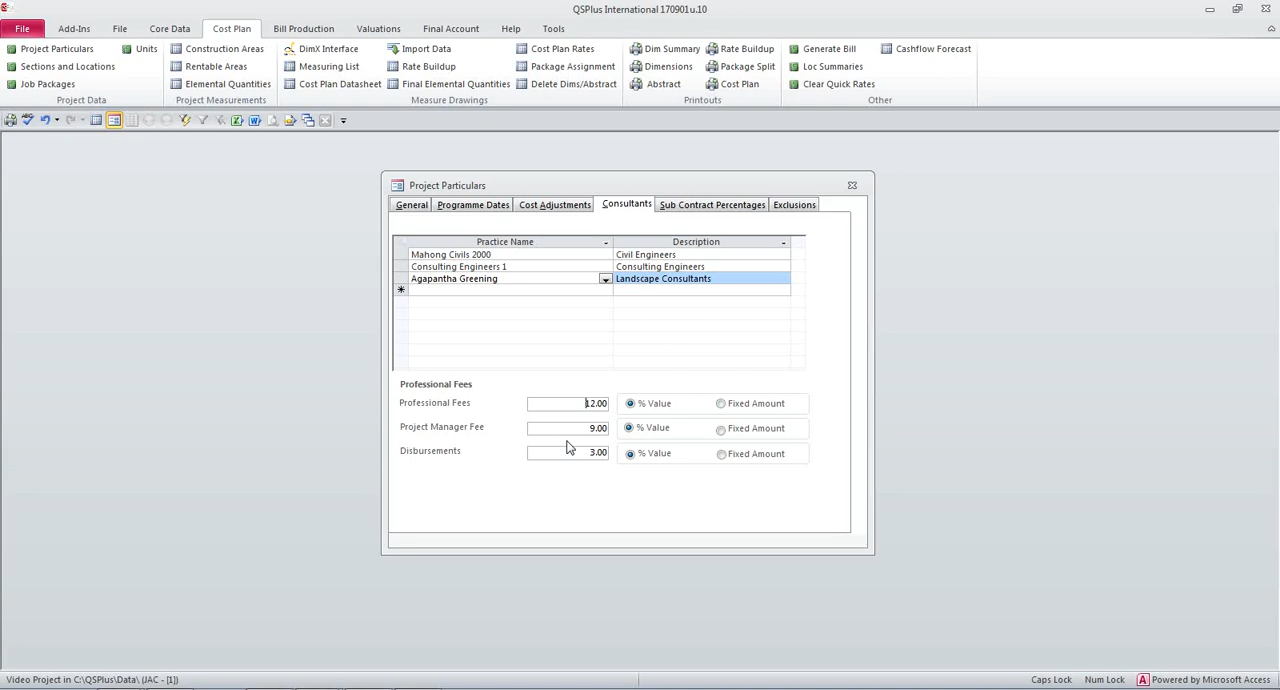 QSPlus International 170901u.10
File Add-Ins File Core Data Cost Plan Bill Production Valuations Final Account Help Tools
Project Particulars Units Construction Areas DimX Interface Import Data Cost Plan Rates Dim Summary Rate Buildup Generate Bill Cashflow Forecast
Sections and Locations Rentable Areas Measuring List Rate Buildup Package Assignment Dimensions Package Split Loc Summaries
Job Packages Elemental Quantities Cost Plan Datasheet Final Elemental Quantities Delete Dims/Abstract Abstract Cost Plan Clear Quick Rates
Project Data Project Measurements Measure Drawings Printouts Other
Project Particulars
General Programme Dates Cost Adjustments Consultants Sub Contract Percentages Exclusions
Practice Name Description
Mahong Civils 2000 Civil Engineers
Consulting Engineers 1 Consulting Engineers
Agapantha Greening Landscape Consultants
Professional Fees
Professional Fees 12.00 % Value Fixed Amount
Project Manager Fee 9.00 % Value Fixed Amount
Disbursements 3.00 % Value Fixed Amount
Video Project in C:\QSPlus\Data\ (JAC - [1]) Caps Lock Num Lock Powered by Microsoft Access